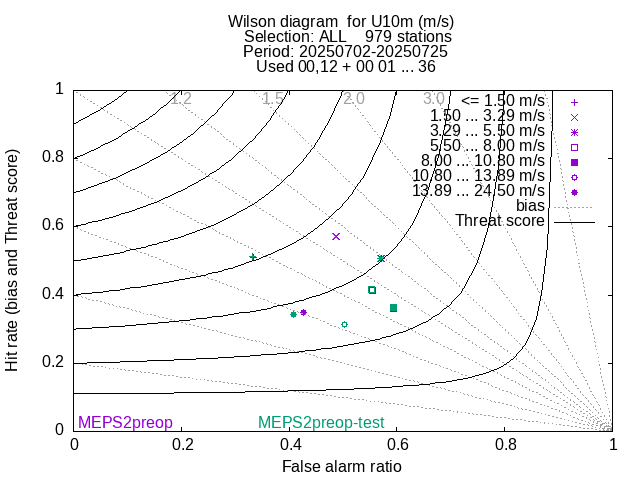 Wilson diagram  for U10m (m/s)
Selection: ALL    979 stations
Period: 20250702-20250725
Used 00,12 + 00 01 ... 36
1.2 1.5 2.0 3.0
<= 1.50 m/s
1.50 ... 3.29 m/s
3.29 ... 5.50 m/s
5.50 ... 8.00 m/s
8.00 ... 10.80 m/s
10.80 ... 13.89 m/s
13.89 ... 24.50 m/s
bias
Threat score
1
0.8
0.6
0.4
0.2
0
Hit rate (bias and Threat score)
MEPS2preop MEPS2preop-test
0 0.2 0.4 0.6 0.8 1
False alarm ratio